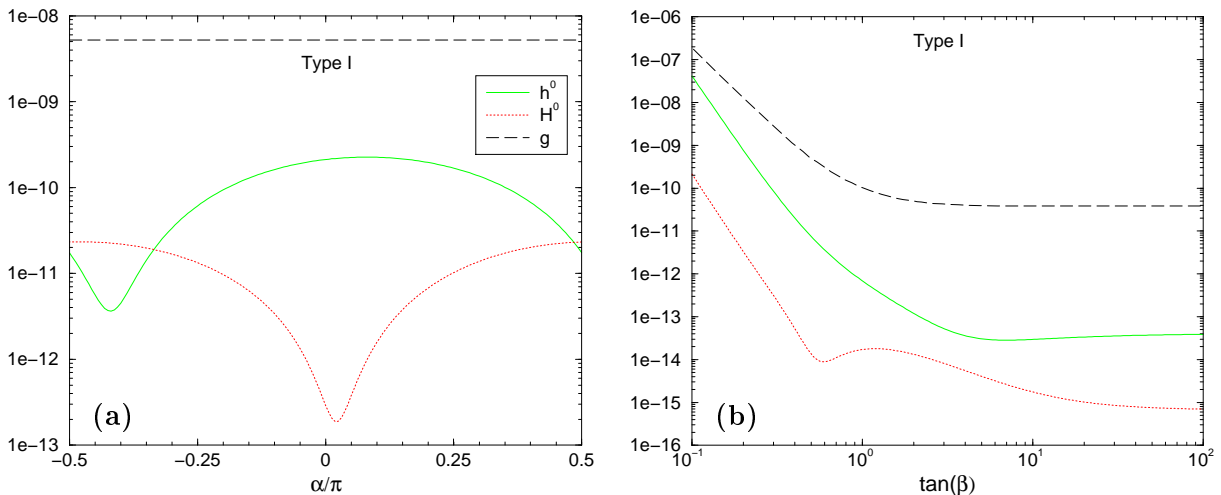 1e−08
1e−09
1e−10
1e−11
1e−12
1e−13
Type I
h⁰
H⁰
g
(a)
−0.5
−0.25
0
0.25
0.5
α/π
1e−06
1e−07
1e−08
1e−09
1e−10
1e−11
1e−12
1e−13
1e−14
1e−15
1e−16
Type I
(b)
10⁻¹
10⁰
10¹
10²
tan(β)